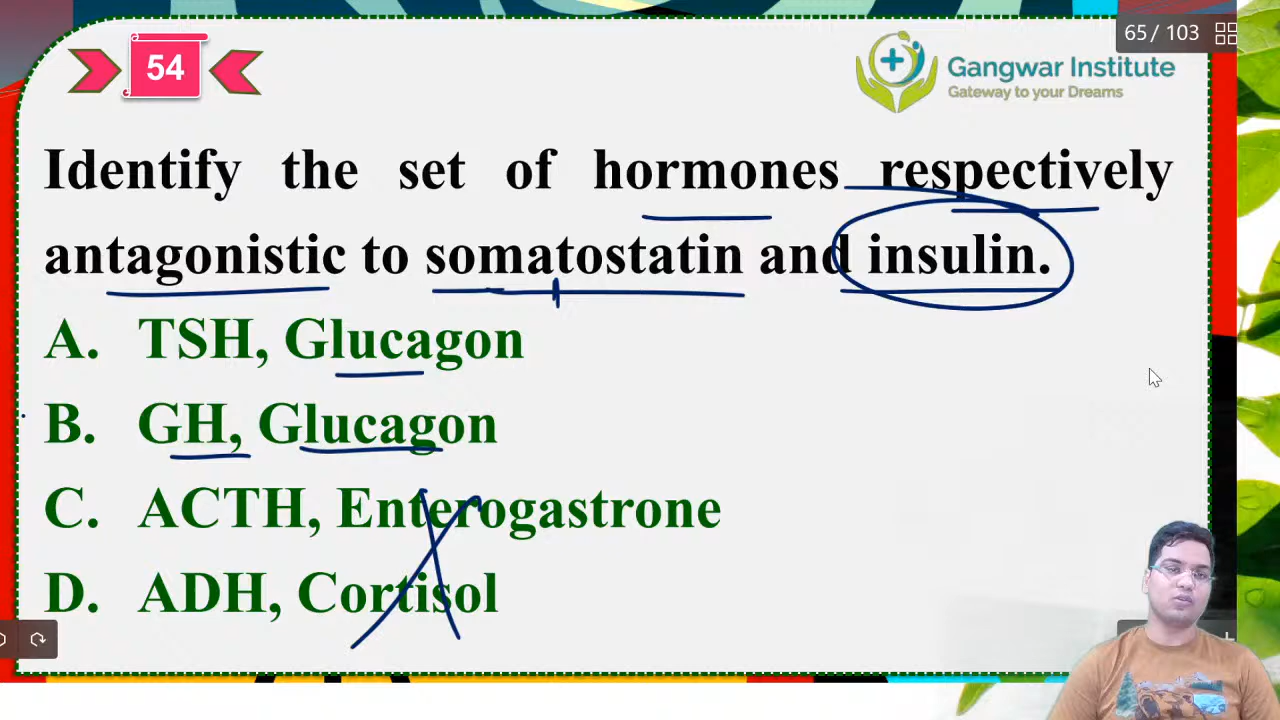 65 / 103
54
Gangwar Institute
Gateway to your Dreams
Identify the set of hormones respectively
antagonistic to somatostatin and insulin.
A. TSH, Glucagon
B. GH, Glucagon
C. ACTH, Enterogastrone
D. ADH, Cortisol